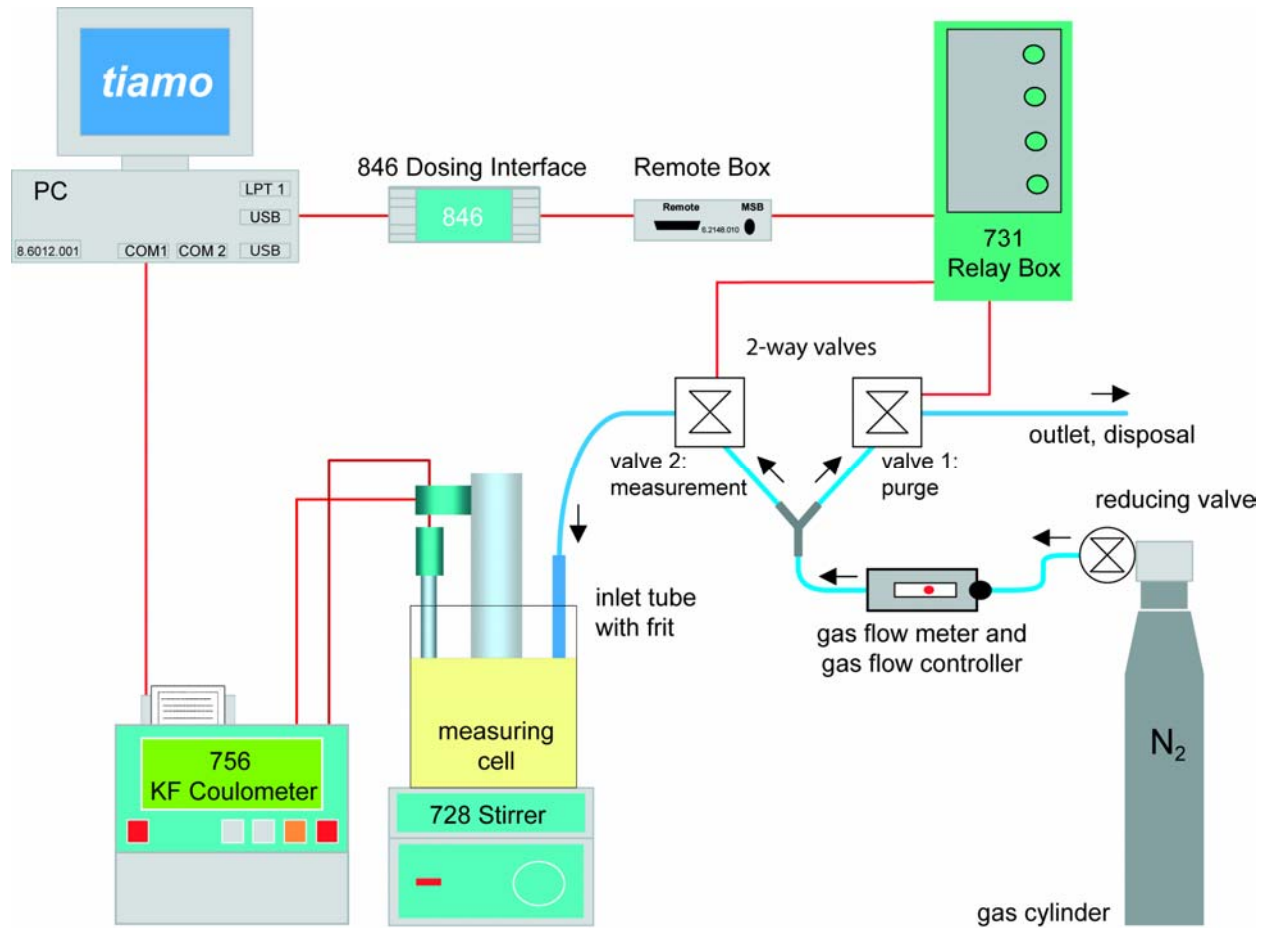 tiamo
PC
LPT 1
USB
8.6012.001
COM1
COM 2
USB
846 Dosing Interface
846
Remote Box
Remote
MSB
6.2148.010
731
Relay Box
2-way valves
valve 2:
measurement
valve 1:
purge
outlet, disposal
reducing valve
inlet tube
with frit
gas flow meter and
gas flow controller
measuring
cell
756
KF Coulometer
728 Stirrer
N2
gas cylinder